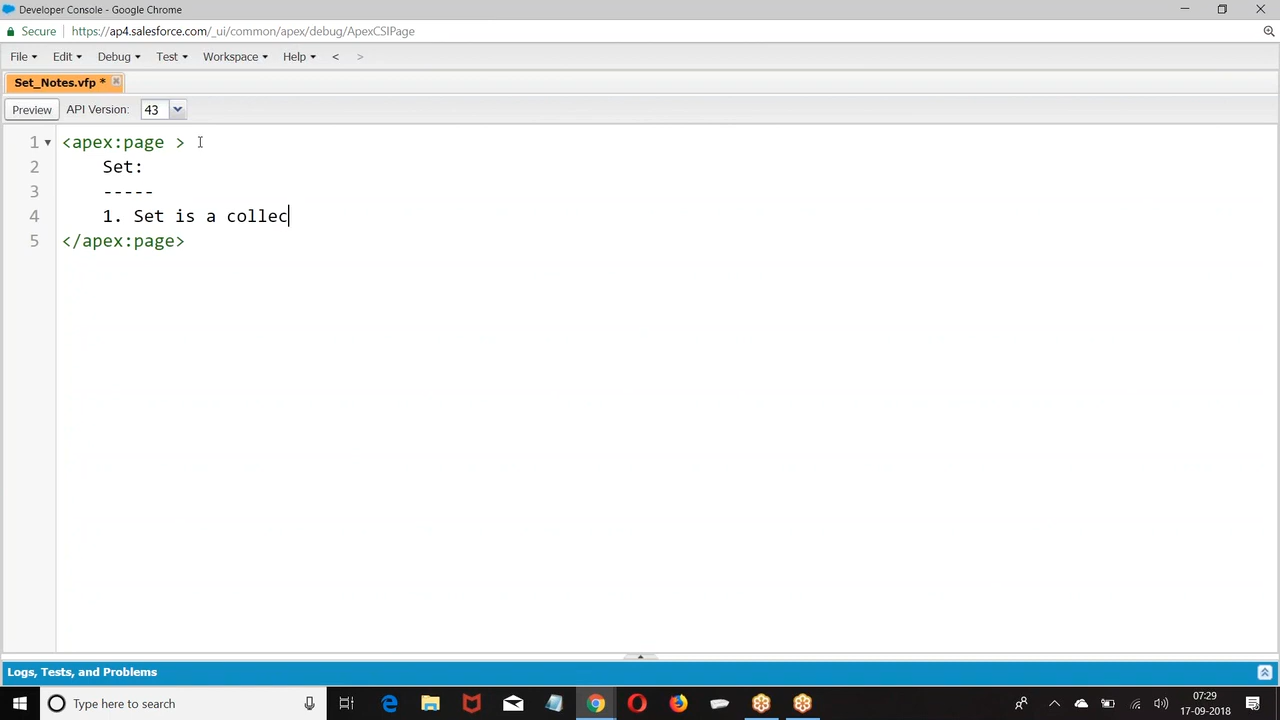 Developer Console - Google Chrome
Secure https://ap4.salesforce.com/_ui/common/apex/debug/ApexCSIPage
File Edit Debug Test Workspace Help < >
Set_Notes.vfp *
Preview API Version: 43
1 <apex:page >
2 Set:
3 -----
4 1. Set is a collec
5 </apex:page>
Logs, Tests, and Problems
Type here to search
07:29
17-09-2018